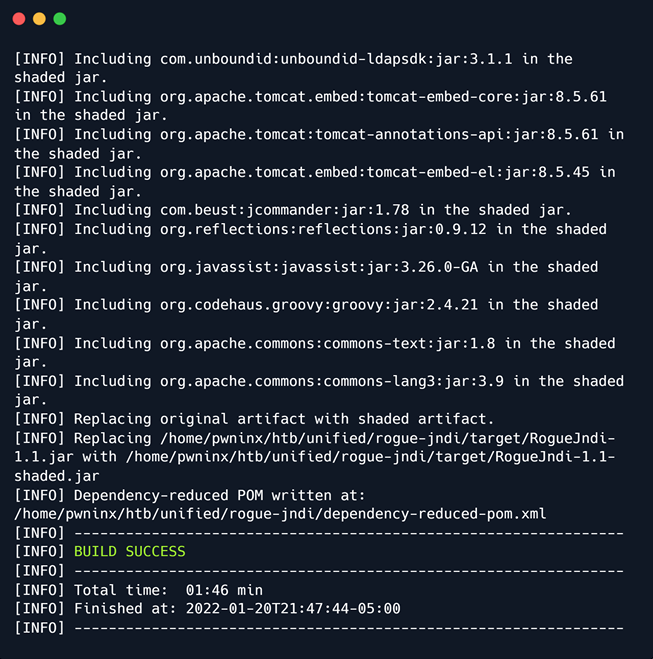 [INFO] Including com.unboundid:unboundid-ldapsdk:jar:3.1.1 in the
shaded jar.
[INFO] Including org.apache.tomcat.embed:tomcat-embed-core:jar:8.5.61
in the shaded jar.
[INFO] Including org.apache.tomcat:tomcat-annotations-api:jar:8.5.61 in
the shaded jar.
[INFO] Including org.apache.tomcat.embed:tomcat-embed-el:jar:8.5.45 in
the shaded jar.
[INFO] Including com.beust:jcommander:jar:1.78 in the shaded jar.
[INFO] Including org.reflections:reflections:jar:0.9.12 in the shaded
jar.
[INFO] Including org.javassist:javassist:jar:3.26.0-GA in the shaded
jar.
[INFO] Including org.codehaus.groovy:groovy:jar:2.4.21 in the shaded
jar.
[INFO] Including org.apache.commons:commons-text:jar:1.8 in the shaded
jar.
[INFO] Including org.apache.commons:commons-lang3:jar:3.9 in the shaded
jar.
[INFO] Replacing original artifact with shaded artifact.
[INFO] Replacing /home/pwninx/htb/unified/rogue-jndi/target/RogueJndi-
1.1.jar with /home/pwninx/htb/unified/rogue-jndi/target/RogueJndi-1.1-
shaded.jar
[INFO] Dependency-reduced POM written at:
/home/pwninx/htb/unified/rogue-jndi/dependency-reduced-pom.xml
[INFO] ----------------------------------------------------------------
[INFO] BUILD SUCCESS
[INFO] ----------------------------------------------------------------
[INFO] Total time:  01:46 min
[INFO] Finished at: 2022-01-20T21:47:44-05:00
[INFO] ----------------------------------------------------------------